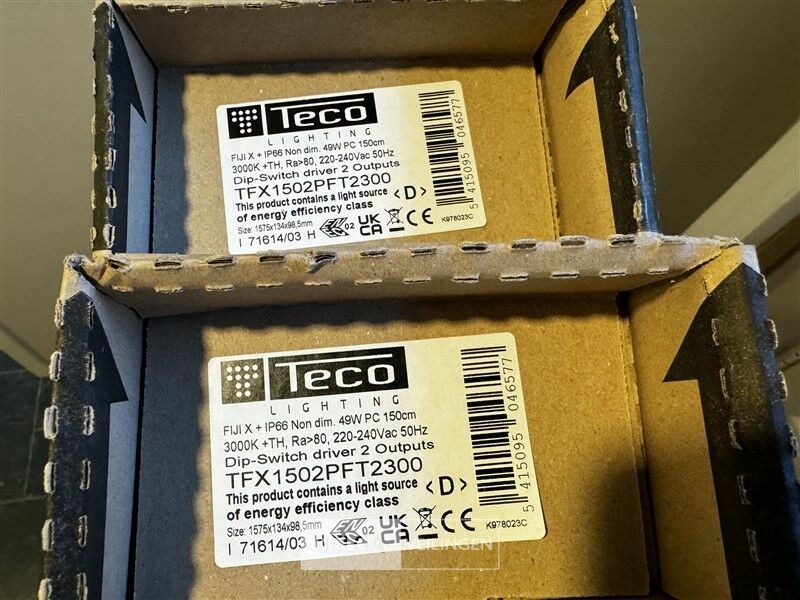 Teco
LIGHTING
FIJI X + IP66 Non dim. 49W PC 150cm
3000K +TH, Ra>80, 220-240Vac 50Hz
Dip-Switch driver 2 Outputs
TFX1502PFT2300
This product contains a light source
of energy efficiency class
<D>
Size: 1575x134x98,5mm
I 71614/03 H
02
UK
CA
CE
K978023C
5 415095 046577
Teco
LIGHTING
FIJI X + IP66 Non dim. 49W PC 150cm
3000K +TH, Ra>80, 220-240Vac 50Hz
Dip-Switch driver 2 Outputs
TFX1502PFT2300
This product contains a light source
of energy efficiency class
<D>
Size: 1575x134x98,5mm
I 71614/03 H
02
UK
CA
CE
K978023C
5 415095 046577